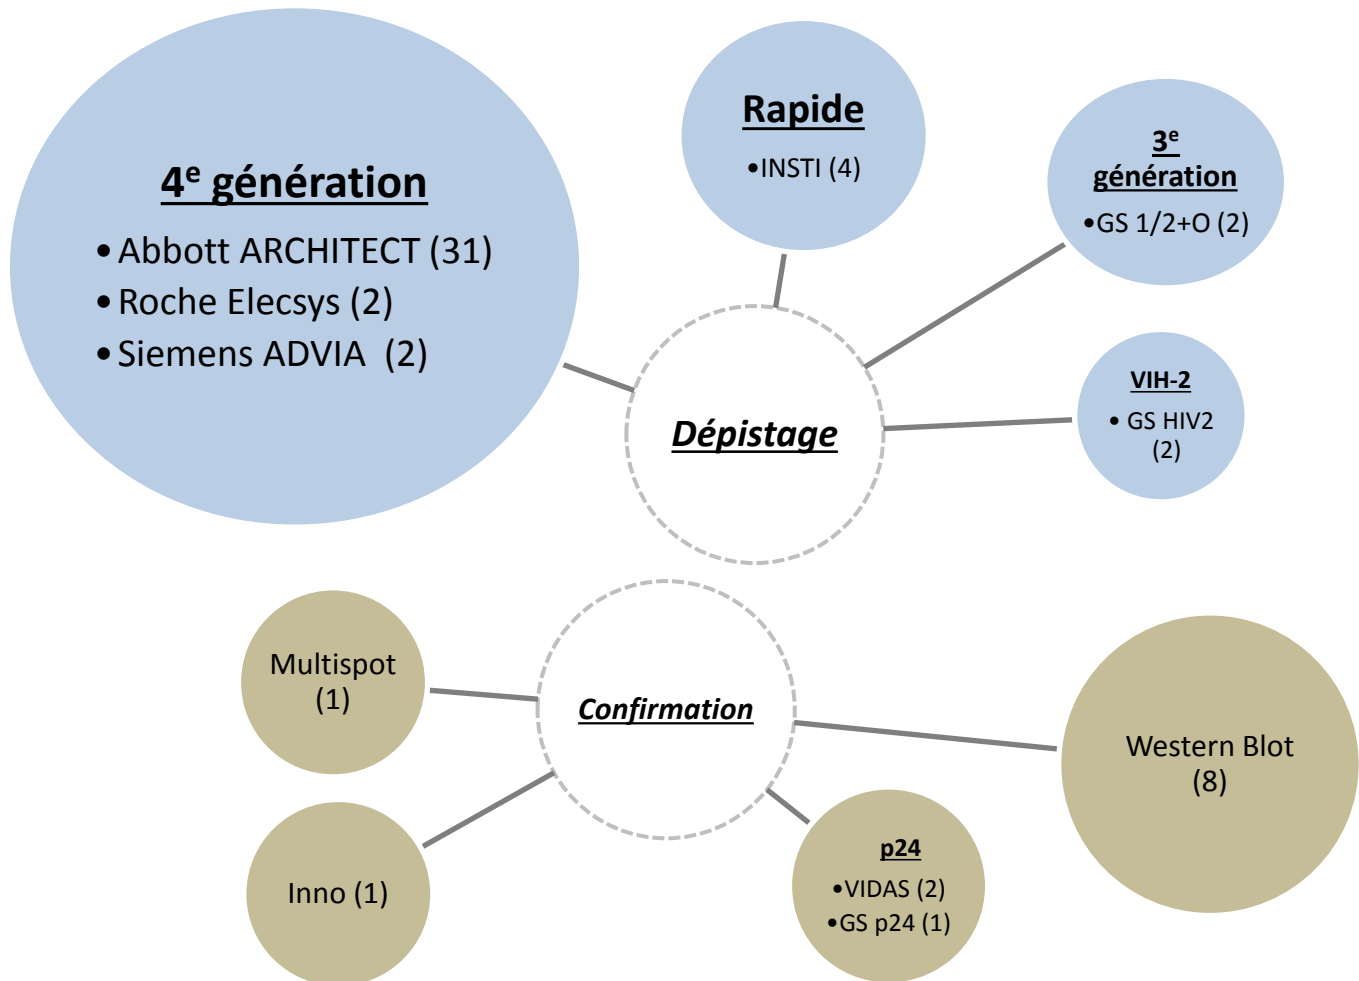 4e génération
•Abbott ARCHITECT (31)
•Roche Elecsys (2)
•Siemens ADVIA (2)
Rapide
•INSTI (4)
3e
génération
•GS 1/2+O (2)
VIH-2
• GS HIV2
(2)
Dépistage
Confirmation
Multispot
(1)
Inno (1)
p24
•VIDAS (2)
•GS p24 (1)
Western Blot
(8)